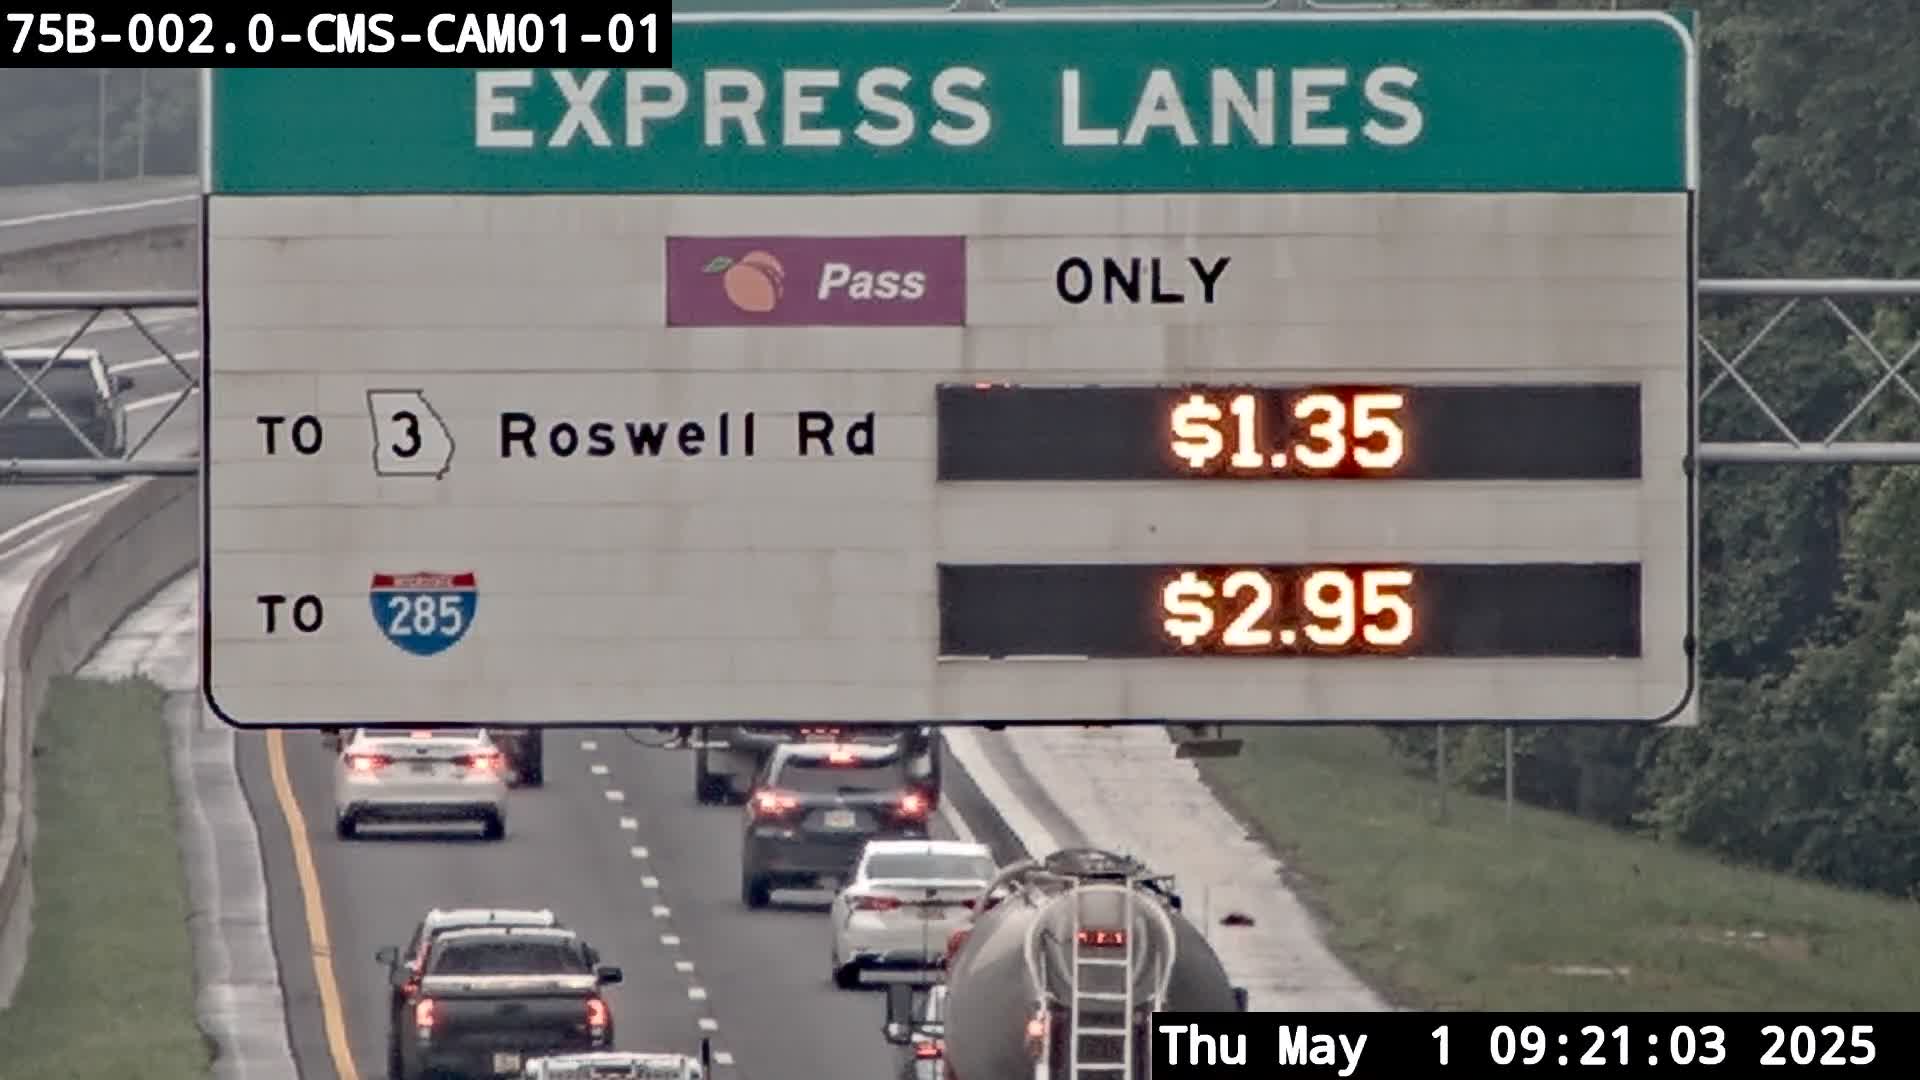 75B-002.0-CMS-CAM01-01
EXPRESS LANES
Pass ONLY
TO 3 Roswell Rd $1.35
TO 285 $2.95
Thu May 1 09:21:03 2025